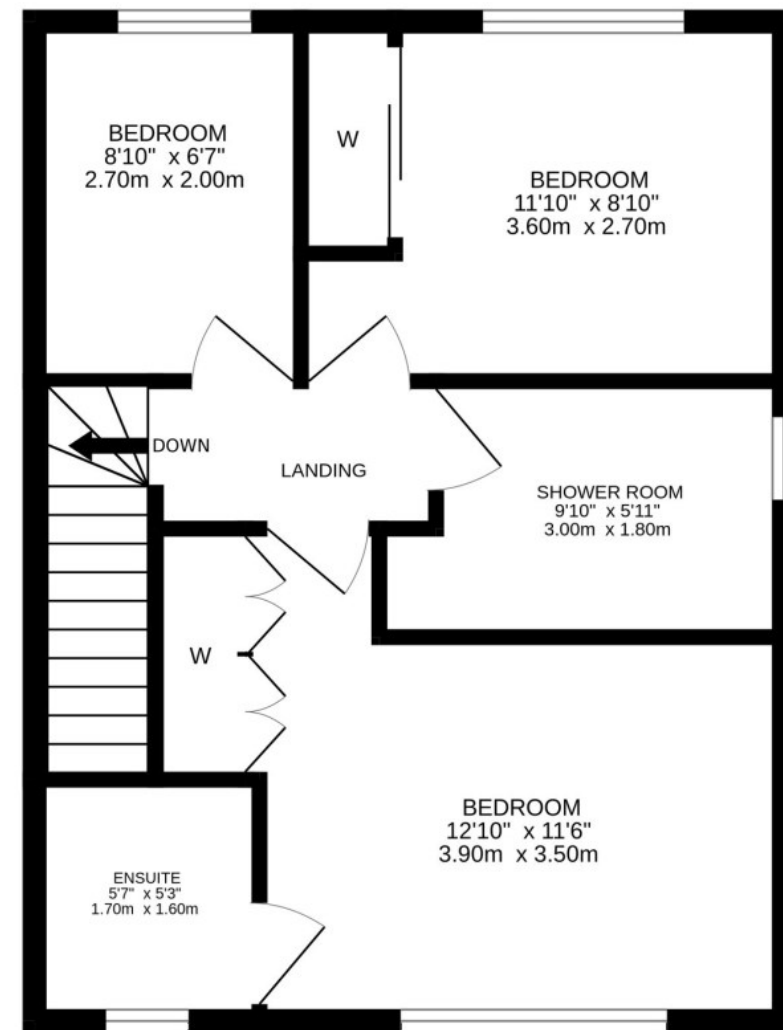 BEDROOM
8'10" x 6'7"
2.70m x 2.00m
W
BEDROOM
11'10" x 8'10"
3.60m x 2.70m
DOWN
LANDING
SHOWER ROOM
9'10" x 5'11"
3.00m x 1.80m
W
BEDROOM
12'10" x 11'6"
3.90m x 3.50m
ENSUITE
5'7" x 5'3"
1.70m x 1.60m